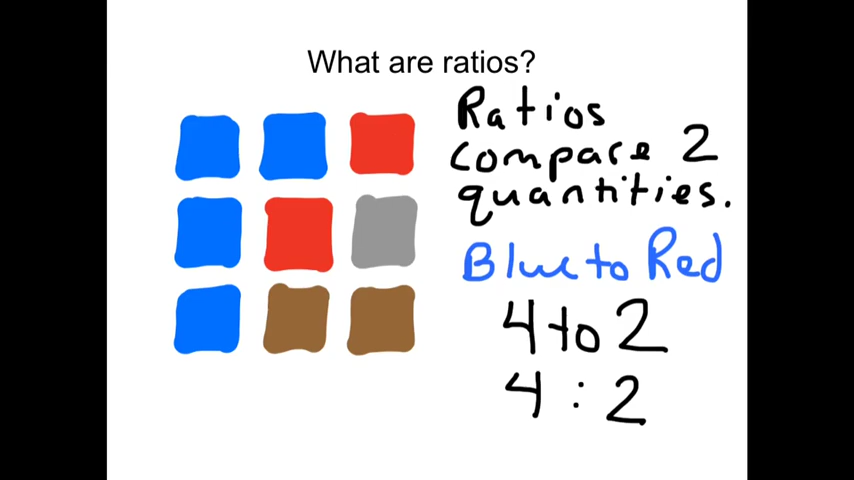 What are ratios?
Ratios
compare 2
quantities.
Blue to Red
4 to 2
4 : 2